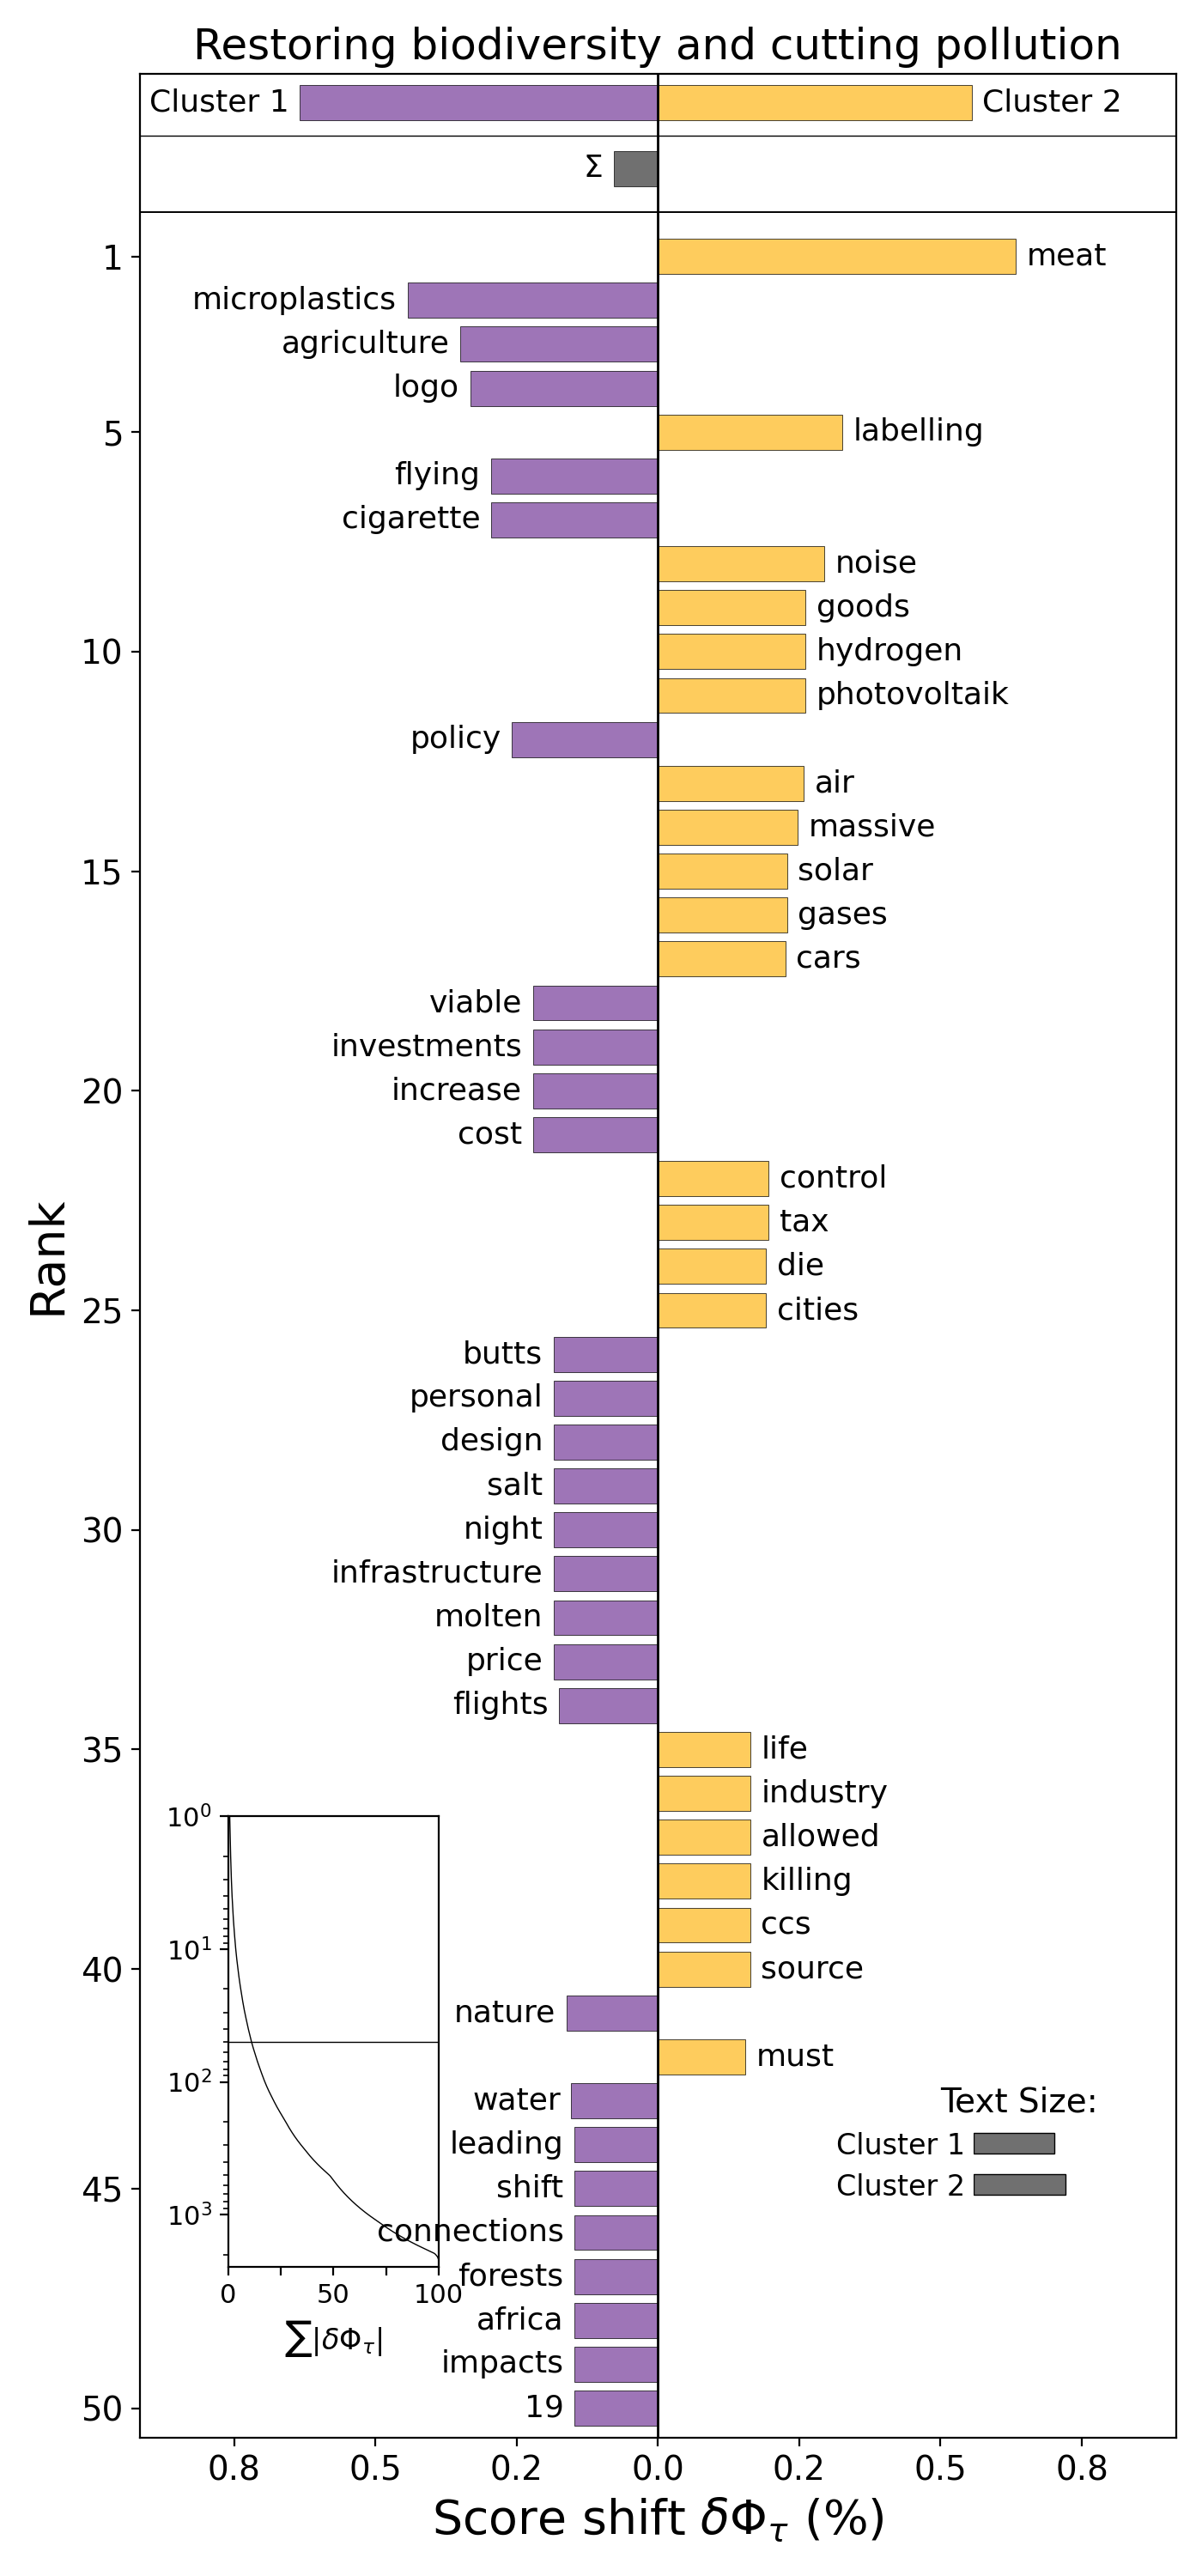 Restoring biodiversity and cutting pollution
Cluster 1
Cluster 2
Σ
1
meat
microplastics
agriculture
logo
5
labelling
flying
cigarette
noise
goods
10
hydrogen
photovoltaik
policy
air
massive
15
solar
gases
cars
viable
investments
20
increase
cost
control
tax
die
25
cities
butts
personal
design
salt
30
night
infrastructure
molten
price
flights
35
life
industry
allowed
killing
ccs
40
source
nature
must
water
leading
45
shift
connections
forests
africa
impacts
50
19
Rank
10⁰
10¹
10²
10³
0 50 100
∑|δΦτ|
Text Size:
Cluster 1
Cluster 2
0.8 0.5 0.2 0.0 0.2 0.5 0.8
Score shift δΦτ (%)